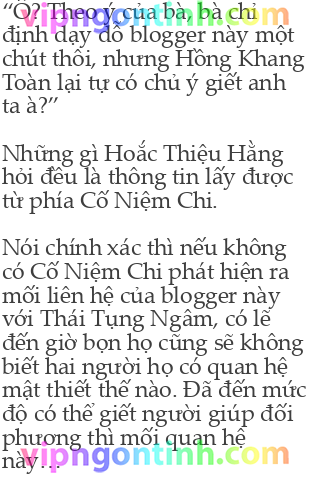 “Ồ? Theo ý của bà, bà chỉ
định dạy dỗ blogger này một
chút thôi, nhưng Hồng Khang
Toàn lại tự có chủ ý giết anh
ta à?”
Những gì Hoắc Thiệu Hằng
hỏi đều là thông tin lấy được
từ phía Cố Niệm Chi.
Nói chính xác thì nếu không
có Cố Niệm Chi phát hiện ra
mối liên hệ của blogger này
với Thái Tụng Ngâm, có lẽ
đến giờ bọn họ cũng sẽ không
biết hai người họ có quan hệ
mật thiết thế nào. Đã đến mức
độ có thể giết người giúp đối
phương thì mối quan hệ
này…
vipngontinh.com
vipngontinh.com